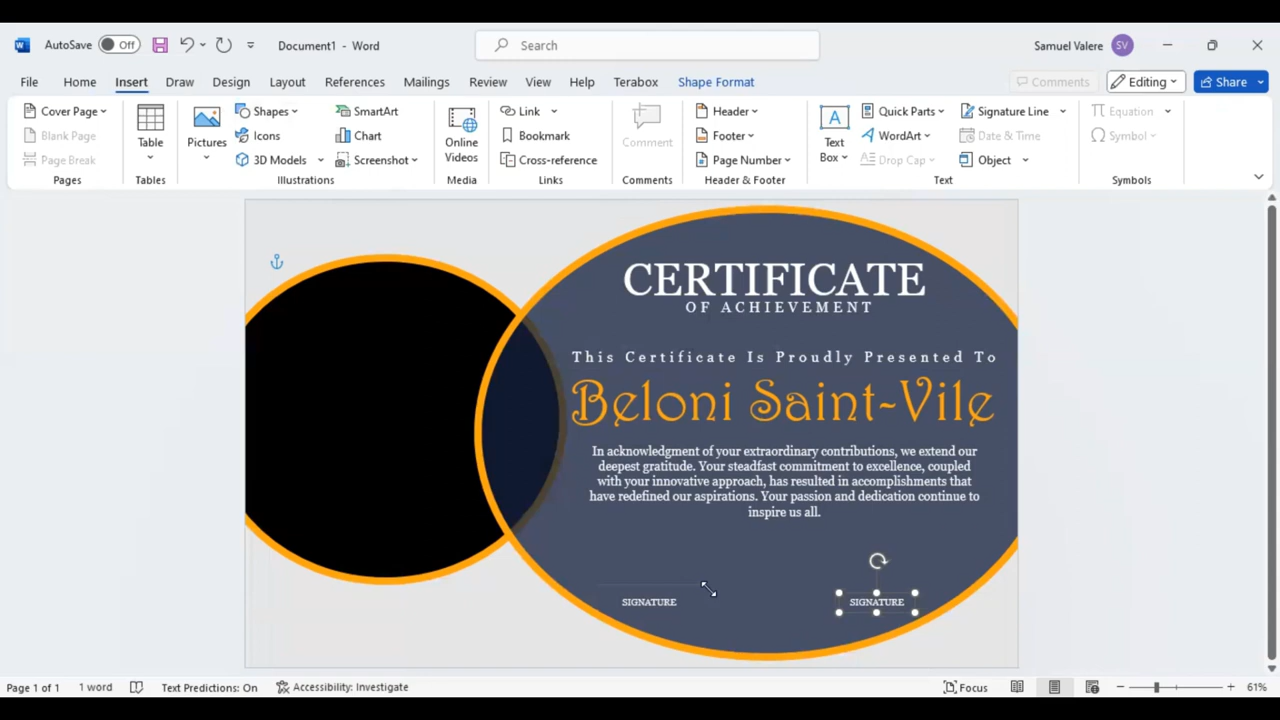 AutoSave Off Document1 - Word Search Samuel Valere SV
File Home Insert Draw Design Layout References Mailings Review View Help Terabox Shape Format Comments Editing Share
Cover Page
Blank Page
Page Break
Pages
Table
Tables
Pictures
Shapes
Icons
3D Models
SmartArt
Chart
Screenshot
Illustrations
Online
Videos
Media
Link
Bookmark
Cross-reference
Links
Comment
Comments
Header
Footer
Page Number
Header & Footer
A
Text
Box
Quick Parts
WordArt
Drop Cap
Signature Line
Date & Time
Object
Text
Equation
Symbol
Symbols
CERTIFICATE
OF ACHIEVEMENT
This Certificate Is Proudly Presented To
Beloni Saint-Vile
In acknowledgment of your extraordinary contributions, we extend our
deepest gratitude. Your steadfast commitment to excellence, coupled
with your innovative approach, has resulted in accomplishments that
have redefined our aspirations. Your passion and dedication continue to
inspire us all.
SIGNATURE SIGNATURE
Page 1 of 1 1 word Text Predictions: On Accessibility: Investigate Focus 61%